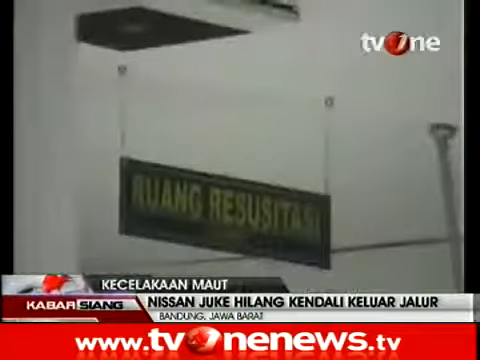 tvOne
RUANG RESUSITASI
KECELAKAAN MAUT
KABAR SIANG
NISSAN JUKE HILANG KENDALI KELUAR JALUR
BANDUNG, JAWA BARAT
www.tvOnenews.tv